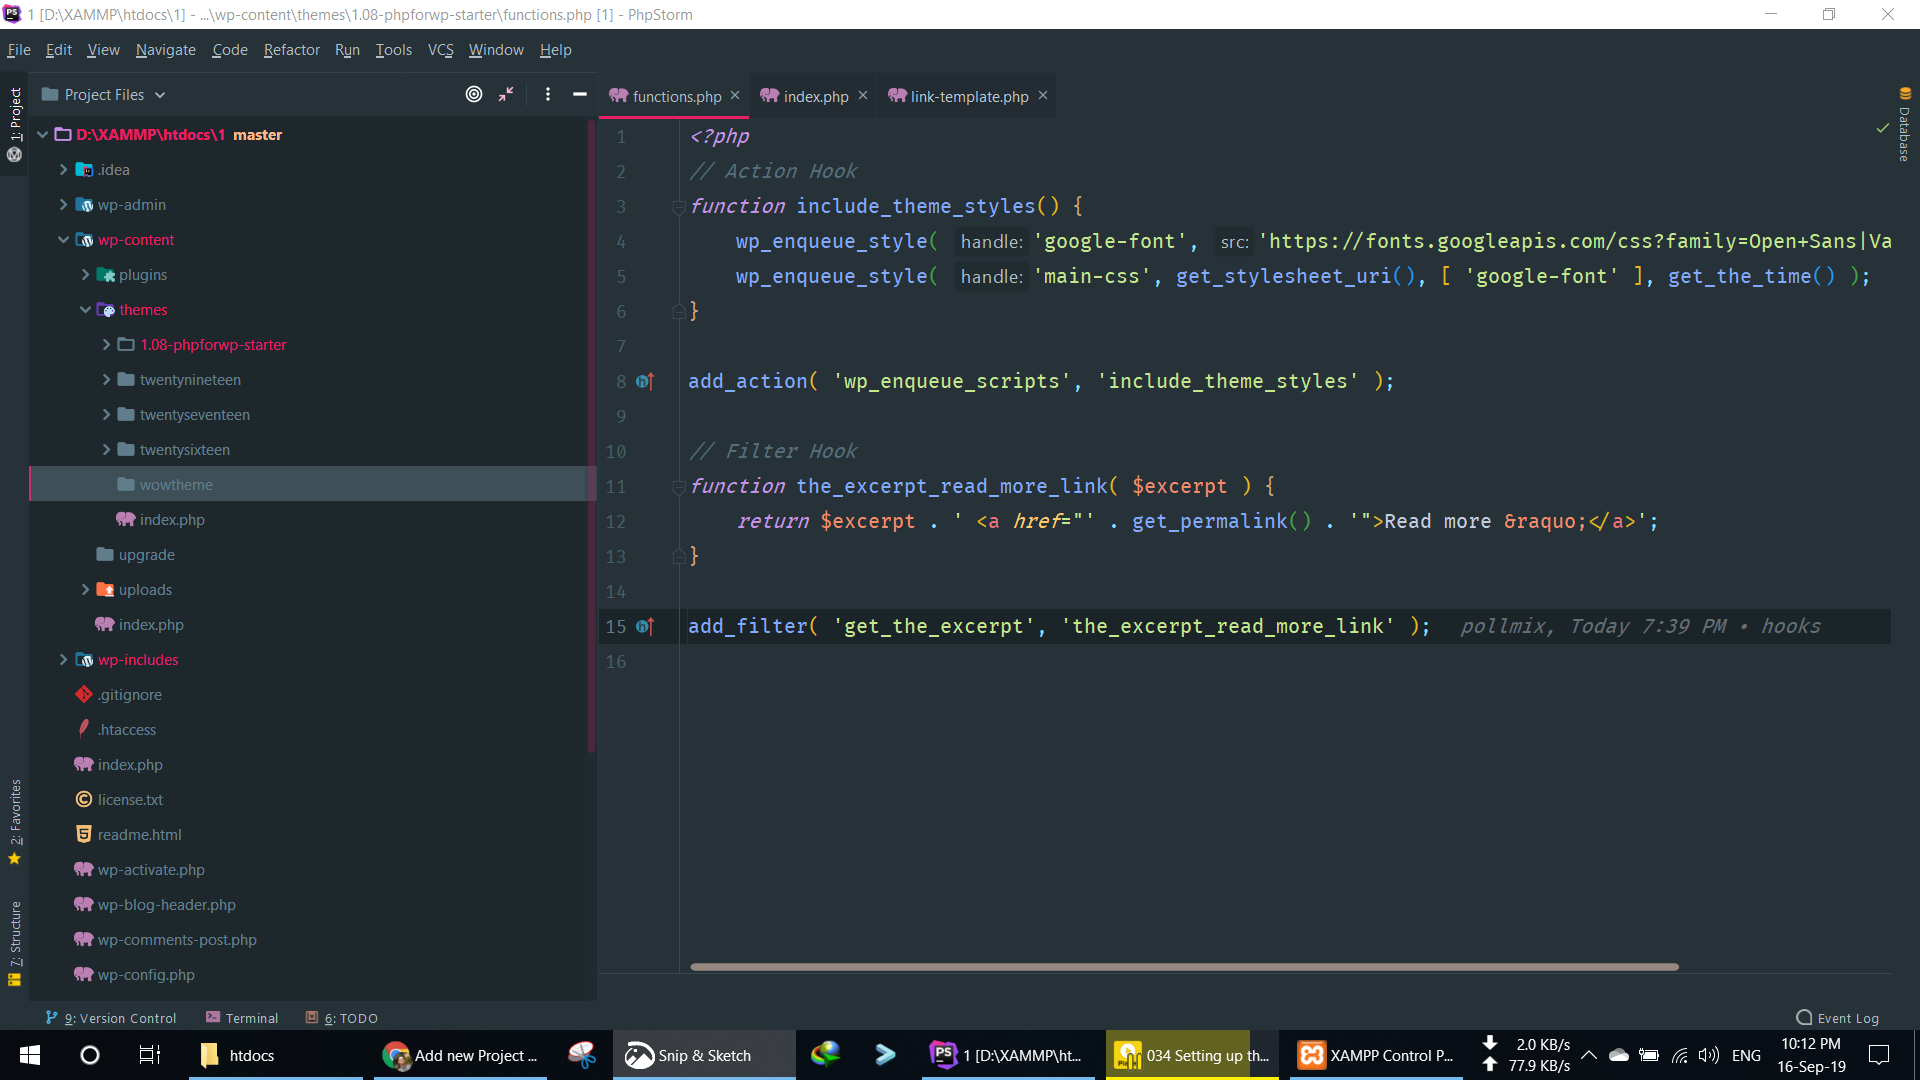 1 [D:\XAMMP\htdocs\1] - ...\wp-content\themes\1.08-phpforwp-starter\functions.php [1] - PhpStorm
File Edit View Navigate Code Refactor Run Tools VCS Window Help
1: Project
Project Files
D:\XAMMP\htdocs\1 master
.idea
wp-admin
wp-content
plugins
themes
1.08-phpforwp-starter
twentynineteen
twentyseventeen
twentysixteen
wowtheme
index.php
upgrade
uploads
index.php
wp-includes
.gitignore
.htaccess
index.php
license.txt
readme.html
wp-activate.php
wp-blog-header.php
wp-comments-post.php
wp-config.php
2: Favorites
7: Structure
functions.php index.php link-template.php
1 <?php
2 // Action Hook
3 function include_theme_styles() {
4 wp_enqueue_style( handle: 'google-font', src: 'https://fonts.googleapis.com/css?family=Open+Sans|Va
5 wp_enqueue_style( handle: 'main-css', get_stylesheet_uri(), [ 'google-font' ], get_the_time() );
6 }
7
8 add_action( 'wp_enqueue_scripts', 'include_theme_styles' );
9
10 // Filter Hook
11 function the_excerpt_read_more_link( $excerpt ) {
12 return $excerpt . ' <a href="' . get_permalink() . '">Read more &raquo;</a>';
13 }
14
15 add_filter( 'get_the_excerpt', 'the_excerpt_read_more_link' ); pollmix, Today 7:39 PM • hooks
16
Database
9: Version Control Terminal 6: TODO
Event Log
htdocs
Add new Project ...
Snip & Sketch
1 [D:\XAMMP\ht...
034 Setting up th...
XAMPP Control P...
2.0 KB/s
77.9 KB/s
ENG
10:12 PM
16-Sep-19